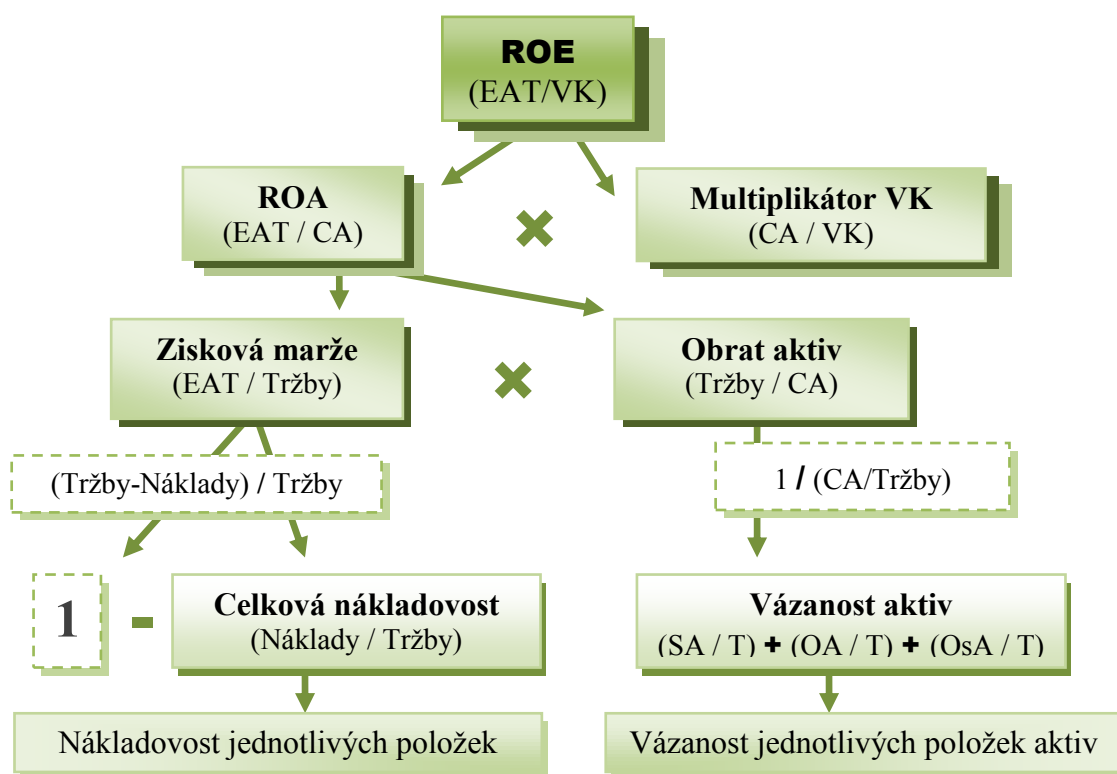 ROE
(EAT/VK)
ROA
(EAT / CA)
Multiplikátor VK
(CA / VK)
Zisková marže
(EAT / Tržby)
Obrat aktiv
(Tržby / CA)
(Tržby-Náklady) / Tržby
1 / (CA/Tržby)
1
-
Celková nákladovost
(Náklady / Tržby)
Vázanost aktiv
(SA / T) + (OA / T) + (OsA / T)
Nákladovost jednotlivých položek
Vázanost jednotlivých položek aktiv